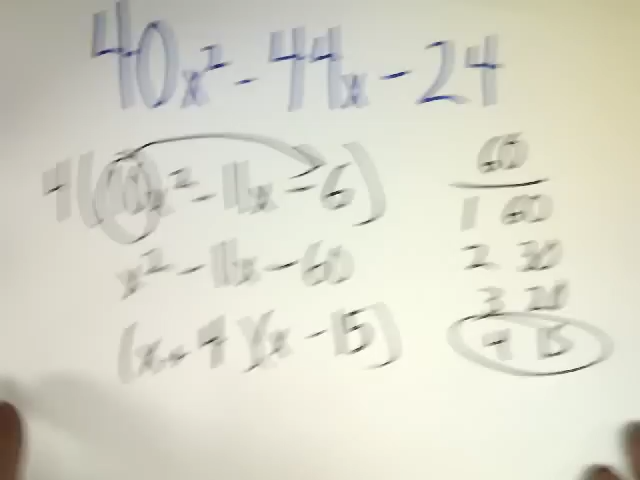 40x² - 44x - 24
4(10x² - 11x - 6)
x² - 11x - 60
(x + 4)(x - 15)
60
1 60
2 30
3 20
4 15